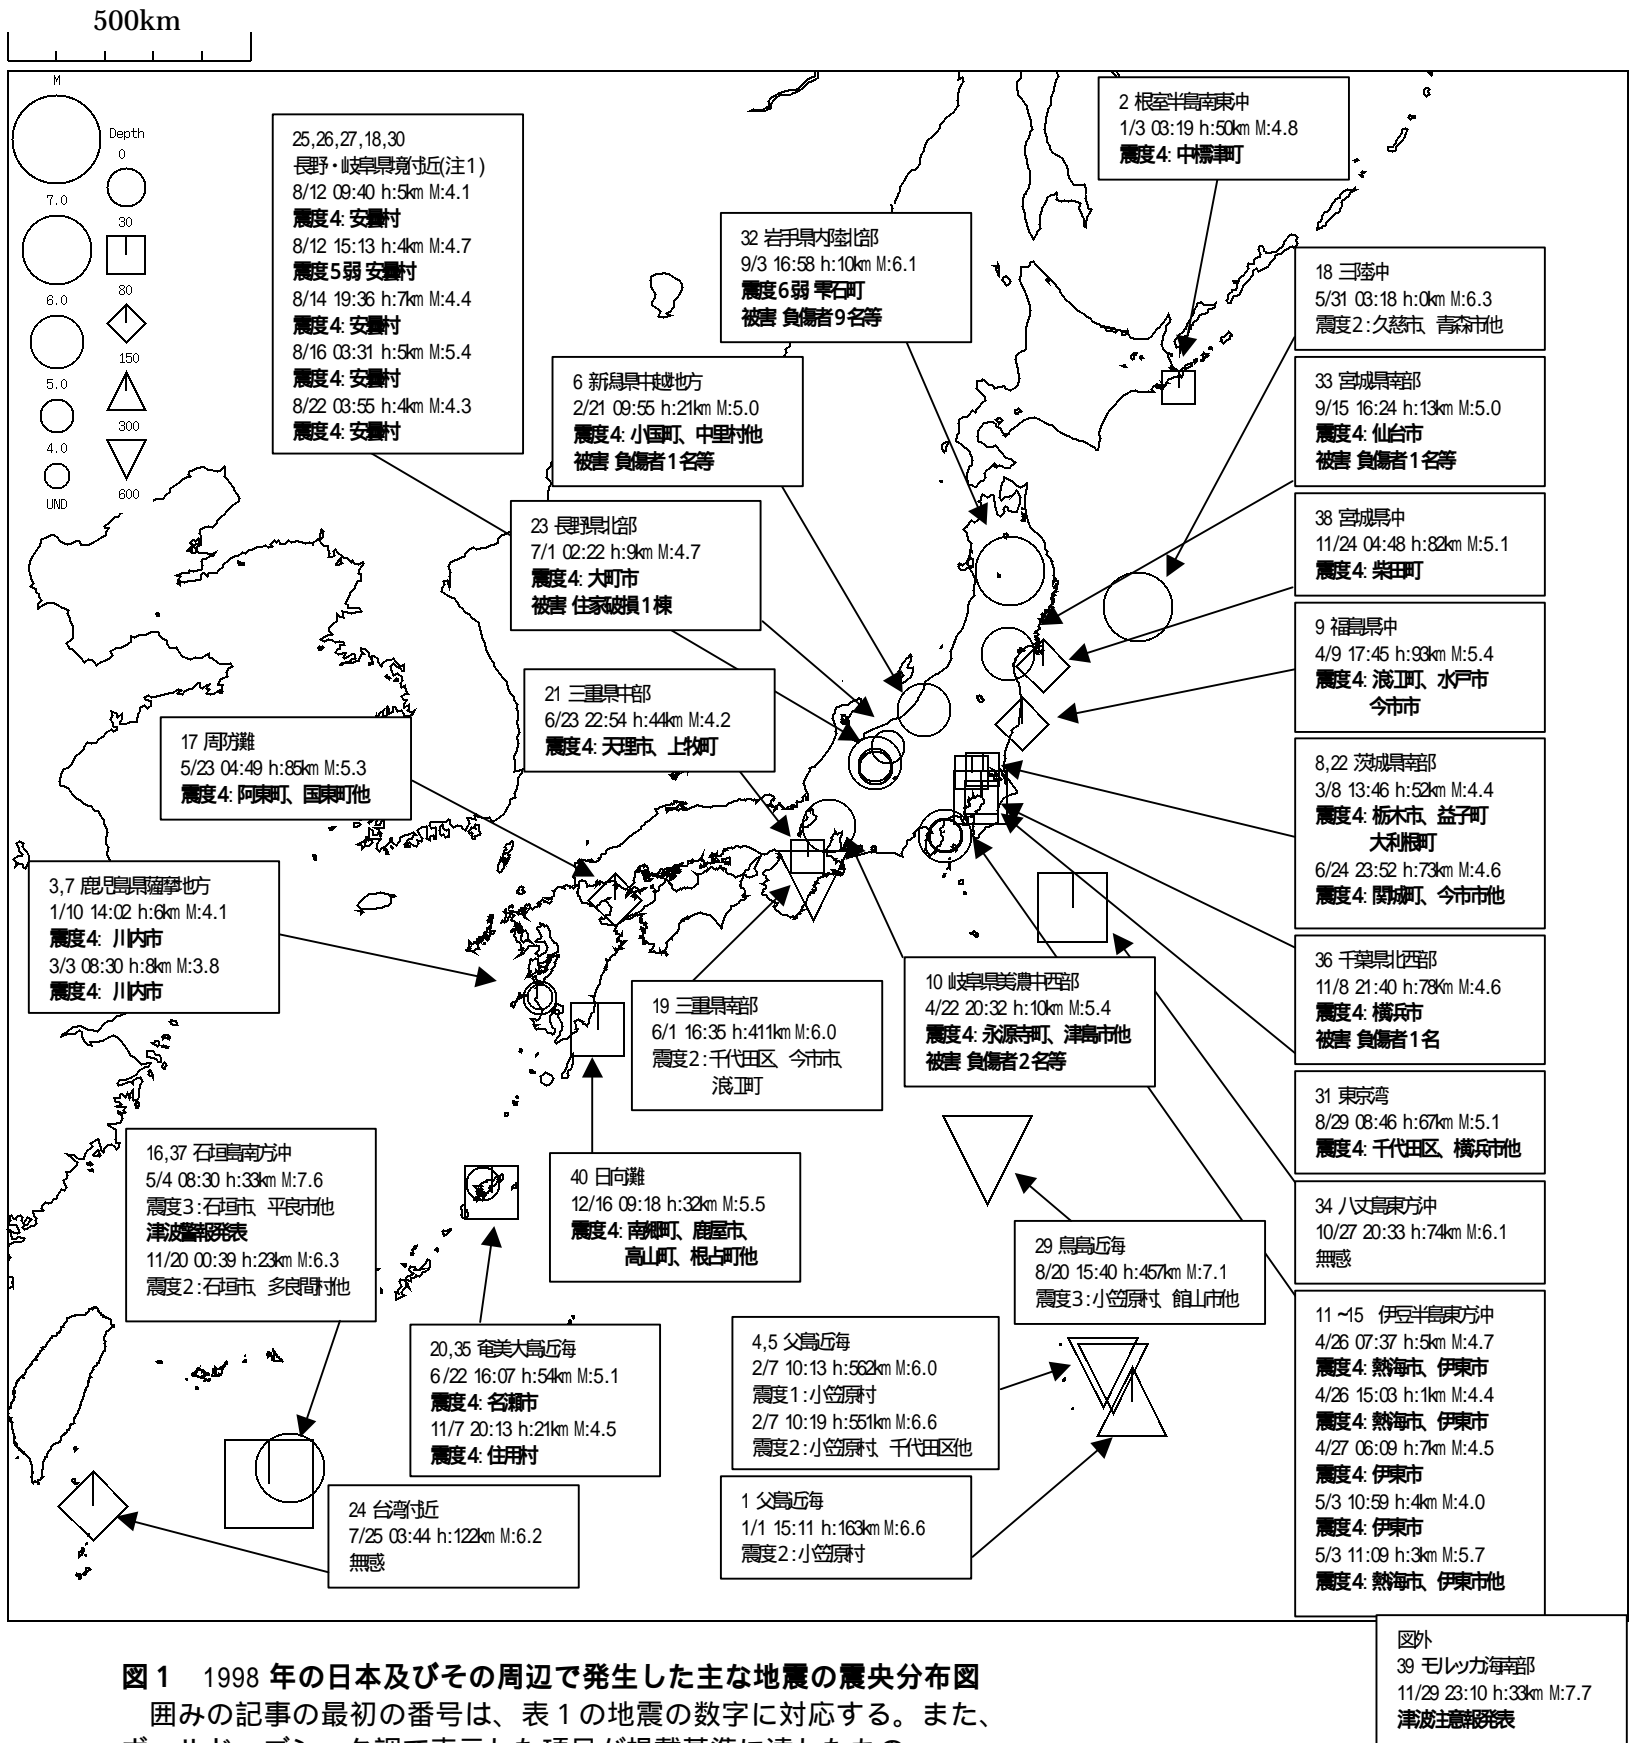 500km
M
7.0
6.0
5.0
4.0
UND
Depth
0
30
80
150
300
600
25,26,27,18,30
長野・岐阜県境付近(注1)
8/12 09:40 h:5km M:4.1
震度4: 安曇村
8/12 15:13 h:4km M:4.7
震度5弱 安曇村
8/14 19:36 h:7km M:4.4
震度4: 安曇村
8/16 03:31 h:5km M:5.4
震度4: 安曇村
8/22 03:55 h:4km M:4.3
震度4: 安曇村
2 根室半島南東沖
1/3 03:19 h:50km M:4.8
震度4: 中標津町
32 岩手県内陸北部
9/3 16:58 h:10km M:6.1
震度6弱 雫石町
被害 負傷者9名等
18 三陸沖
5/31 03:18 h:0km M:6.3
震度2:久慈市、青森市他
6 新潟県中越地方
2/21 09:55 h:21km M:5.0
震度4: 小国町、中里村他
被害 負傷者1名等
33 宮城県南部
9/15 16:24 h:13km M:5.0
震度4: 仙台市
被害 負傷者1名等
23 長野県北部
7/1 02:22 h:9km M:4.7
震度4: 大町市
被害 住家破損1棟
38 宮城県沖
11/24 04:48 h:82km M:5.1
震度4: 柴田町
9 福島県沖
4/9 17:45 h:93km M:5.4
震度4: 浪江町、水戸市
今市市
21 三重県中部
6/23 22:54 h:44km M:4.2
震度4: 天理市、上牧町
17 周防灘
5/23 04:49 h:85km M:5.3
震度4: 阿東町、国東町他
8,22 茨城県南部
3/8 13:46 h:52km M:4.4
震度4: 栃木市、益子町
大利根町
6/24 23:52 h:73km M:4.6
震度4: 関城町、今市市他
3,7 鹿児島県薩摩地方
1/10 14:02 h:6km M:4.1
震度4: 川内市
3/3 08:30 h:8km M:3.8
震度4: 川内市
36 千葉県北西部
11/8 21:40 h:78Km M:4.6
震度4: 横浜市
被害 負傷者1名
10 岐阜県美濃中西部
4/22 20:32 h:10km M:5.4
震度4: 永源寺町、津島市他
被害 負傷者2名等
19 三重県南部
6/1 16:35 h:411km M:6.0
震度2:千代田区、今市市、
浪江町
31 東京湾
8/29 08:46 h:67km M:5.1
震度4: 千代田区、横浜市他
16,37 石垣島南方沖
5/4 08:30 h:33km M:7.6
震度3:石垣市、平良市他
津波警報発表
11/20 00:39 h:23km M:6.3
震度2:石垣市、多良間村他
40 日向灘
12/16 09:18 h:32km M:5.5
震度4: 南郷町、鹿屋市、
高山町、根占町他
34 八丈島東方沖
10/27 20:33 h:74km M:6.1
無感
29 鳥島近海
8/20 15:40 h:457km M:7.1
震度3:小笠原村、館山市他
20,35 奄美大島近海
6/22 16:07 h:54km M:5.1
震度4: 名瀬市
11/7 20:13 h:21km M:4.5
震度4: 住用村
4,5 父島近海
2/7 10:13 h:562km M:6.0
震度1:小笠原村
2/7 10:19 h:551km M:6.6
震度2:小笠原村、千代田区他
11~15 伊豆半島東方沖
4/26 07:37 h:5km M:4.7
震度4: 熱海市、伊東市
4/26 15:03 h:1km M:4.4
震度4: 熱海市、伊東市
4/27 06:09 h:7km M:4.5
震度4: 伊東市
5/3 10:59 h:4km M:4.0
震度4: 伊東市
5/3 11:09 h:3km M:5.7
震度4: 熱海市、伊東市他
24 台湾付近
7/25 03:44 h:122km M:6.2
無感
1 父島近海
1/1 15:11 h:163km M:6.6
震度2:小笠原村
図外
39 モルッカ海南部
11/29 23:10 h:33km M:7.7
津波注意報発表
図1 1998年の日本及びその周辺で発生した主な地震の震央分布図
囲みの記事の最初の番号は、表1の地震の数字に対応する。また、